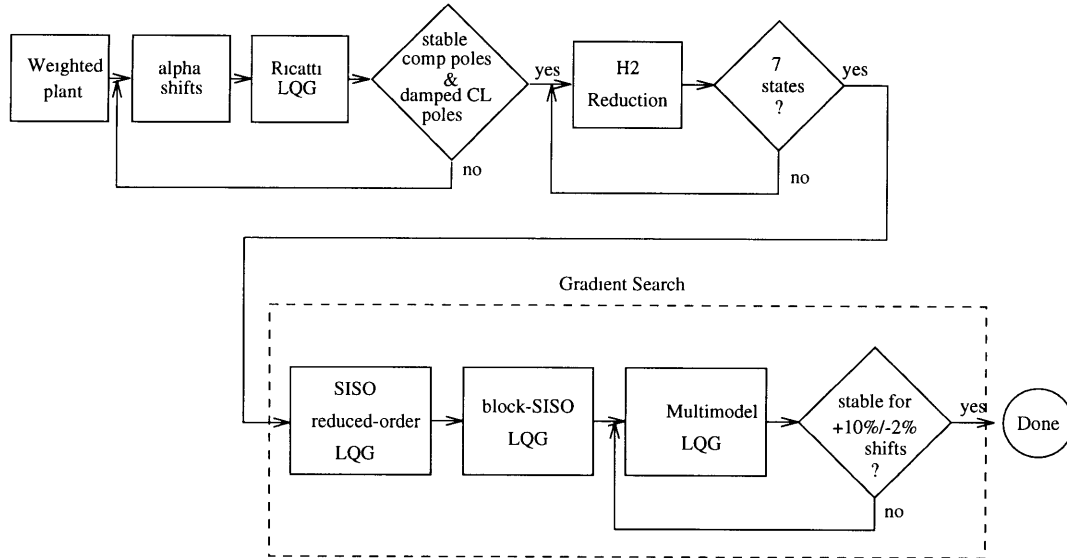 Weighted
plant
alpha
shifts
Ricatti
LQG
stable
comp poles
&
damped CL
poles
yes
no
H2
Reduction
7
states
?
yes
no
Gradient Search
SISO
reduced-order
LQG
block-SISO
LQG
Multimodel
LQG
stable for
+10%/-2%
shifts
?
yes
no
Done